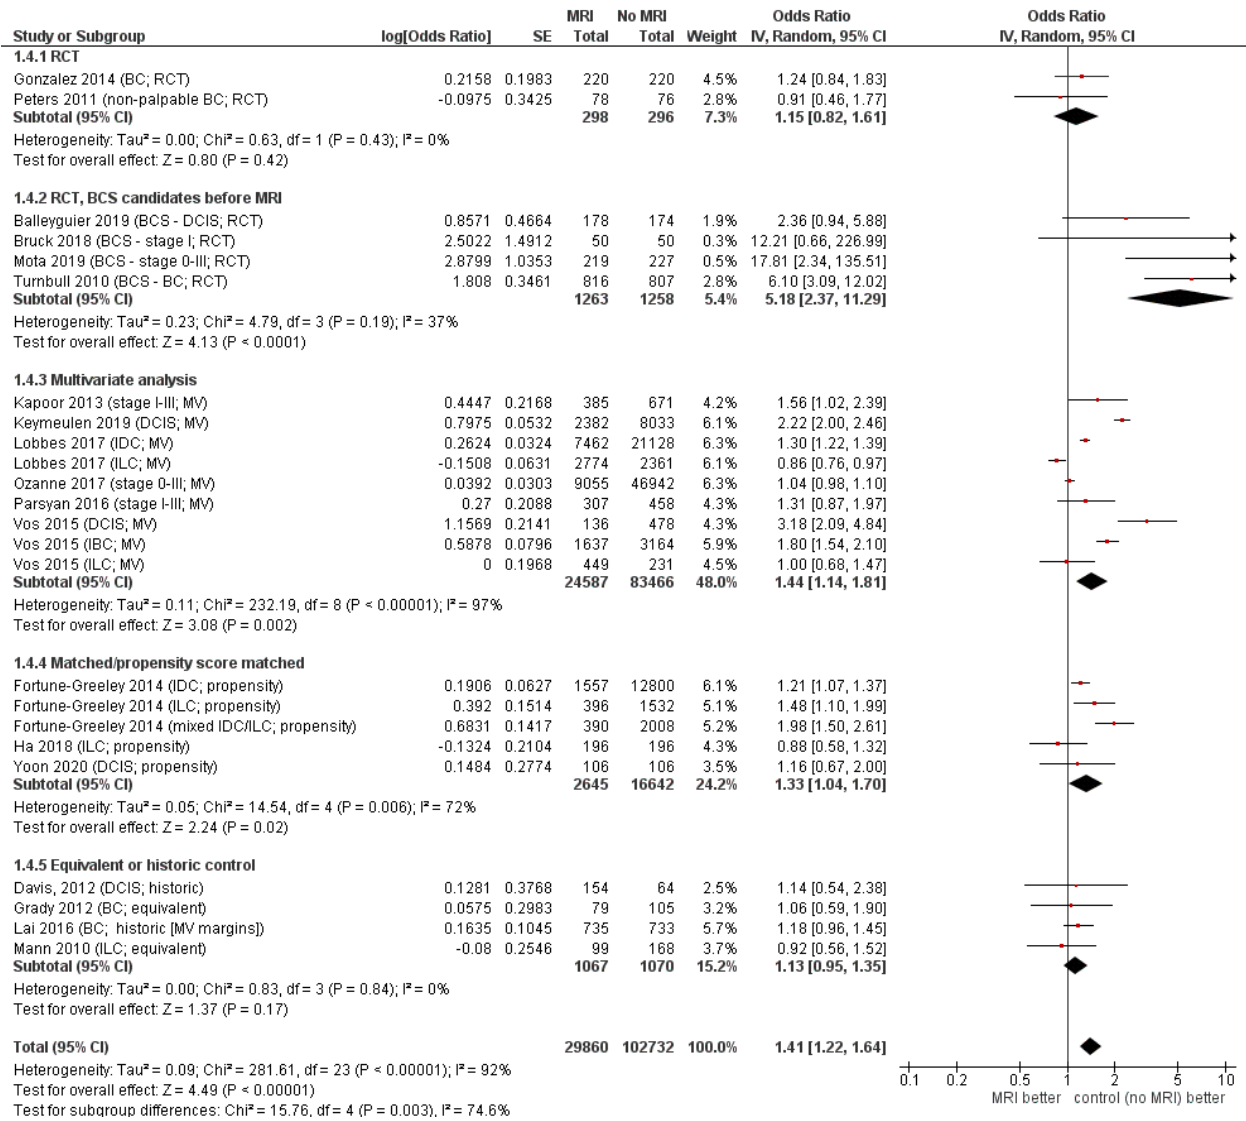 MRI No MRI Odds Ratio Odds Ratio
Study or Subgroup log[Odds Ratio] SE Total Total Weight IV, Random, 95% CI IV, Random, 95% CI
1.4.1 RCT
Gonzalez 2014 (BC; RCT) 0.2158 0.1983 220 220 4.5% 1.24 [0.84, 1.83]
Peters 2011 (non-palpable BC; RCT) -0.0975 0.3425 78 76 2.8% 0.91 [0.46, 1.77]
Subtotal (95% CI) 298 296 7.3% 1.15 [0.82, 1.61]
Heterogeneity: Tau² = 0.00; Chi² = 0.63, df = 1 (P = 0.43); I² = 0%
Test for overall effect: Z = 0.80 (P = 0.42)
1.4.2 RCT, BCS candidates before MRI
Balleyguier 2019 (BCS - DCIS; RCT) 0.8571 0.4664 178 174 1.9% 2.36 [0.94, 5.88]
Bruck 2018 (BCS - stage I; RCT) 2.5022 1.4912 50 50 0.3% 12.21 [0.66, 226.99]
Mota 2019 (BCS - stage 0-III; RCT) 2.8799 1.0353 219 227 0.5% 17.81 [2.34, 135.51]
Turnbull 2010 (BCS - BC; RCT) 1.808 0.3461 816 807 2.8% 6.10 [3.09, 12.02]
Subtotal (95% CI) 1263 1258 5.4% 5.18 [2.37, 11.29]
Heterogeneity: Tau² = 0.23; Chi² = 4.79, df = 3 (P = 0.19); I² = 37%
Test for overall effect: Z = 4.13 (P < 0.0001)
1.4.3 Multivariate analysis
Kapoor 2013 (stage I-III; MV) 0.4447 0.2168 385 671 4.2% 1.56 [1.02, 2.39]
Keymeulen 2019 (DCIS; MV) 0.7975 0.0532 2382 8033 6.2% 2.22 [2.00, 2.46]
Lobbes 2017 (IDC; MV) 0.2624 0.0324 7462 21128 6.3% 1.30 [1.22, 1.39]
Lobbes 2017 (ILC; MV) -0.1508 0.0631 2774 2361 6.1% 0.86 [0.76, 0.97]
Ozanne 2017 (stage 0-III; MV) 0.0392 0.0303 9055 46942 6.3% 1.04 [0.98, 1.10]
Parsyan 2016 (stage I-III; MV) 0.27 0.2088 307 458 4.3% 1.31 [0.87, 1.97]
Vos 2015 (DCIS; MV) 1.1569 0.2141 136 478 4.3% 3.18 [2.09, 4.84]
Vos 2015 (IBC; MV) 0.5878 0.0796 1637 3164 5.9% 1.80 [1.54, 2.10]
Vos 2015 (ILC; MV) 0 0.1968 449 231 4.5% 1.00 [0.68, 1.47]
Subtotal (95% CI) 24587 83466 48.0% 1.44 [1.14, 1.81]
Heterogeneity: Tau² = 0.11; Chi² = 232.19, df = 8 (P < 0.00001); I² = 97%
Test for overall effect: Z = 3.08 (P = 0.002)
1.4.4 Matched/propensity score matched
Fortune-Greeley 2014 (IDC; propensity) 0.1906 0.0627 1557 12800 6.1% 1.21 [1.07, 1.37]
Fortune-Greeley 2014 (ILC; propensity) 0.392 0.1514 396 1532 5.1% 1.48 [1.10, 1.99]
Fortune-Greeley 2014 (mixed IDC/ILC; propensity) 0.6831 0.1417 390 2008 5.2% 1.98 [1.50, 2.61]
Ha 2018 (ILC; propensity) -0.1324 0.2104 196 196 4.3% 0.88 [0.58, 1.32]
Yoon 2020 (DCIS; propensity) 0.1484 0.2774 106 106 3.5% 1.16 [0.67, 2.00]
Subtotal (95% CI) 2645 16642 24.2% 1.33 [1.04, 1.70]
Heterogeneity: Tau² = 0.05; Chi² = 14.54, df = 4 (P = 0.006); I² = 72%
Test for overall effect: Z = 2.24 (P = 0.02)
1.4.5 Equivalent or historic control
Davis, 2012 (DCIS; historic) 0.1281 0.3768 154 64 2.5% 1.14 [0.54, 2.38]
Grady 2012 (BC; equivalent) 0.0575 0.2983 79 105 3.2% 1.06 [0.59, 1.90]
Lai 2016 (BC; historic [MV margins]) 0.1635 0.1045 735 733 5.7% 1.18 [0.96, 1.45]
Mann 2010 (ILC; equivalent) -0.08 0.2546 99 168 3.7% 0.92 [0.56, 1.52]
Subtotal (95% CI) 1067 1070 15.2% 1.13 [0.95, 1.35]
Heterogeneity: Tau² = 0.00; Chi² = 0.83, df = 3 (P = 0.84); I² = 0%
Test for overall effect: Z = 1.37 (P = 0.17)
Total (95% CI) 29860 102732 100.0% 1.41 [1.22, 1.64]
Heterogeneity: Tau² = 0.09; Chi² = 281.61, df = 23 (P < 0.00001); I² = 92%
Test for overall effect: Z = 4.49 (P < 0.00001)
Test for subgroup differences: Chi² = 15.76, df = 4 (P = 0.003), I² = 74.6%
0.1 0.2 0.5 1 2 5 10
MRI better control (no MRI) better